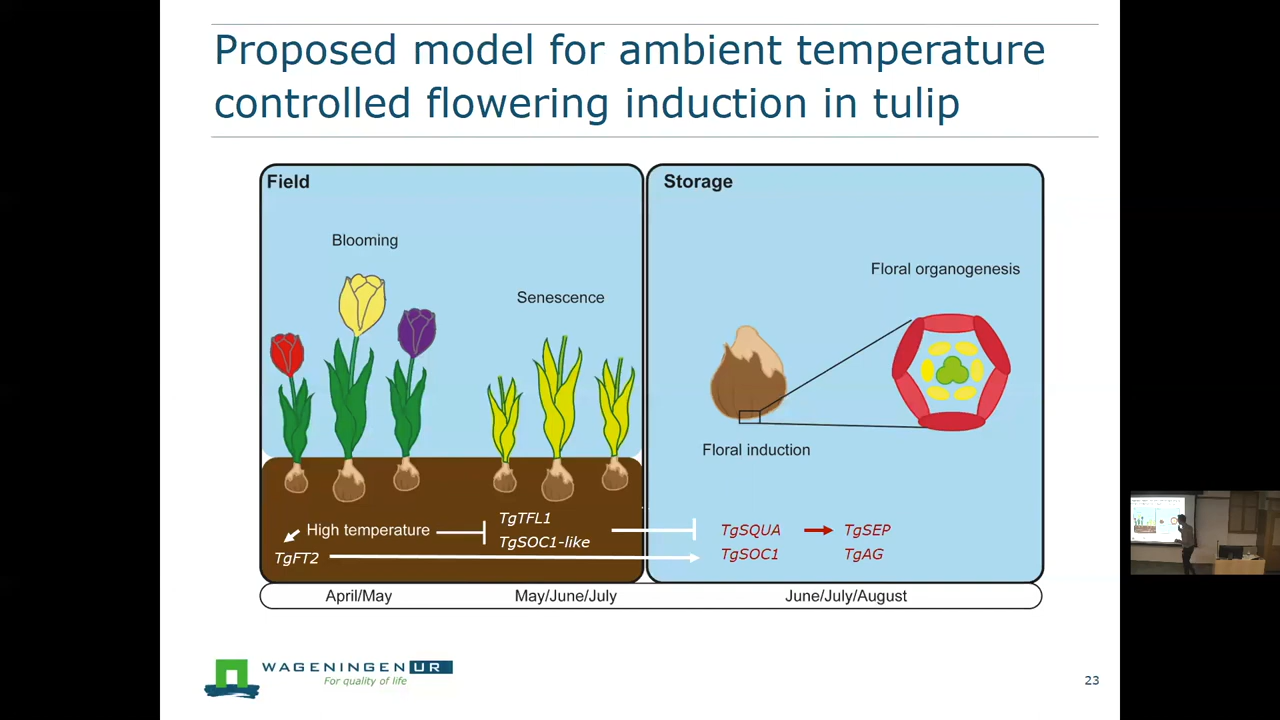 Proposed model for ambient temperature
controlled flowering induction in tulip
Field
Storage
Blooming
Senescence
Floral organogenesis
Floral induction
High temperature
TgFT2
TgTFL1
TgSOC1-like
TgSQUA
TgSOC1
TgSEP
TgAG
April/May
May/June/July
June/July/August
WAGENINGEN UR
For quality of life
23